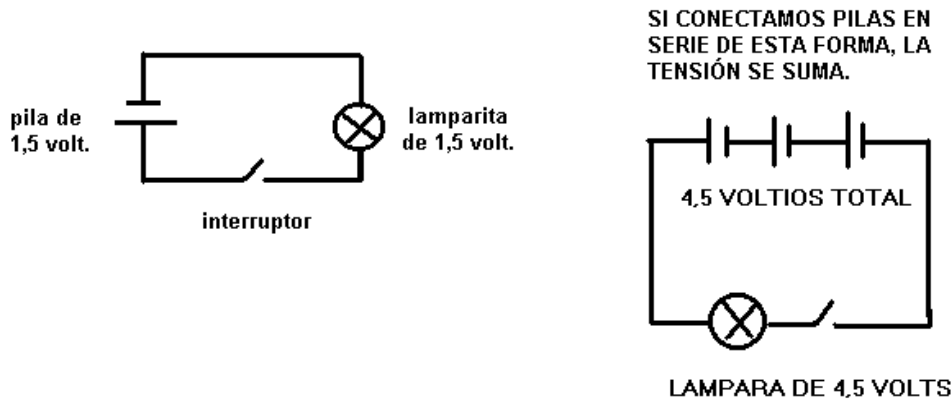 pila de
1,5 volt.
lamparita
de 1,5 volt.
interruptor
SI CONECTAMOS PILAS EN
SERIE DE ESTA FORMA, LA
TENSIÓN SE SUMA.
4,5 VOLTIOS TOTAL
LAMPARA DE 4,5 VOLTS